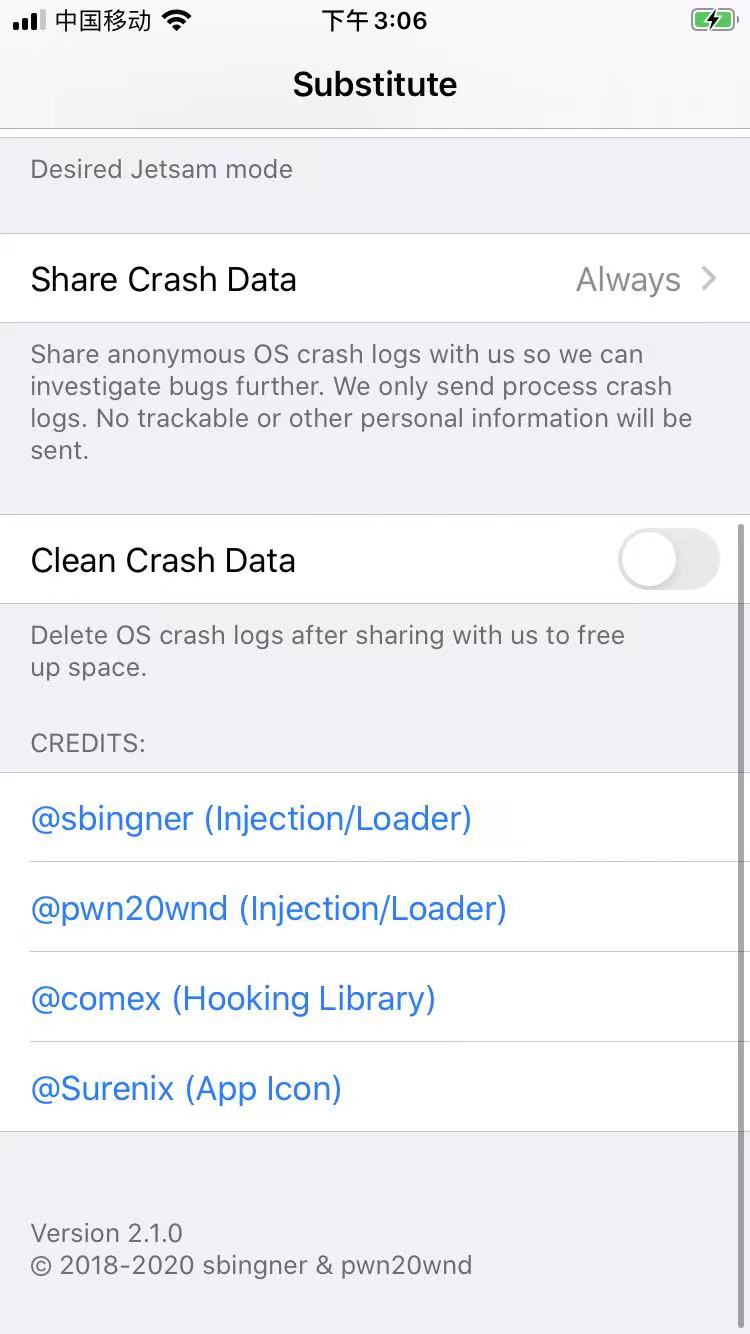 中国移动 下午3:06
Substitute
Desired Jetsam mode
Share Crash Data Always
Share anonymous OS crash logs with us so we can
investigate bugs further. We only send process crash
logs. No trackable or other personal information will be
sent.
Clean Crash Data
Delete OS crash logs after sharing with us to free
up space.
CREDITS:
@sbingner (Injection/Loader)
@pwn20wnd (Injection/Loader)
@comex (Hooking Library)
@Surenix (App Icon)
Version 2.1.0
© 2018-2020 sbingner & pwn20wnd